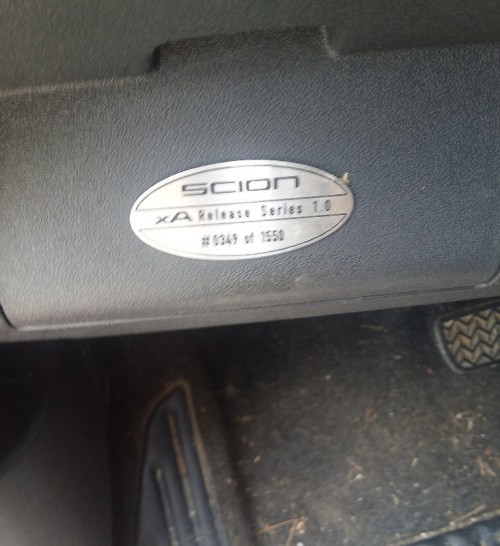 SCION
xA Release Series 1.0
#0349 of 1550